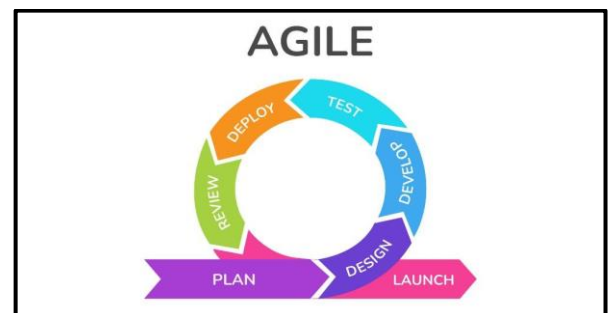 AGILE
TEST
DEPLOY
DEVELOP
REVIEW
DESIGN
PLAN
LAUNCH